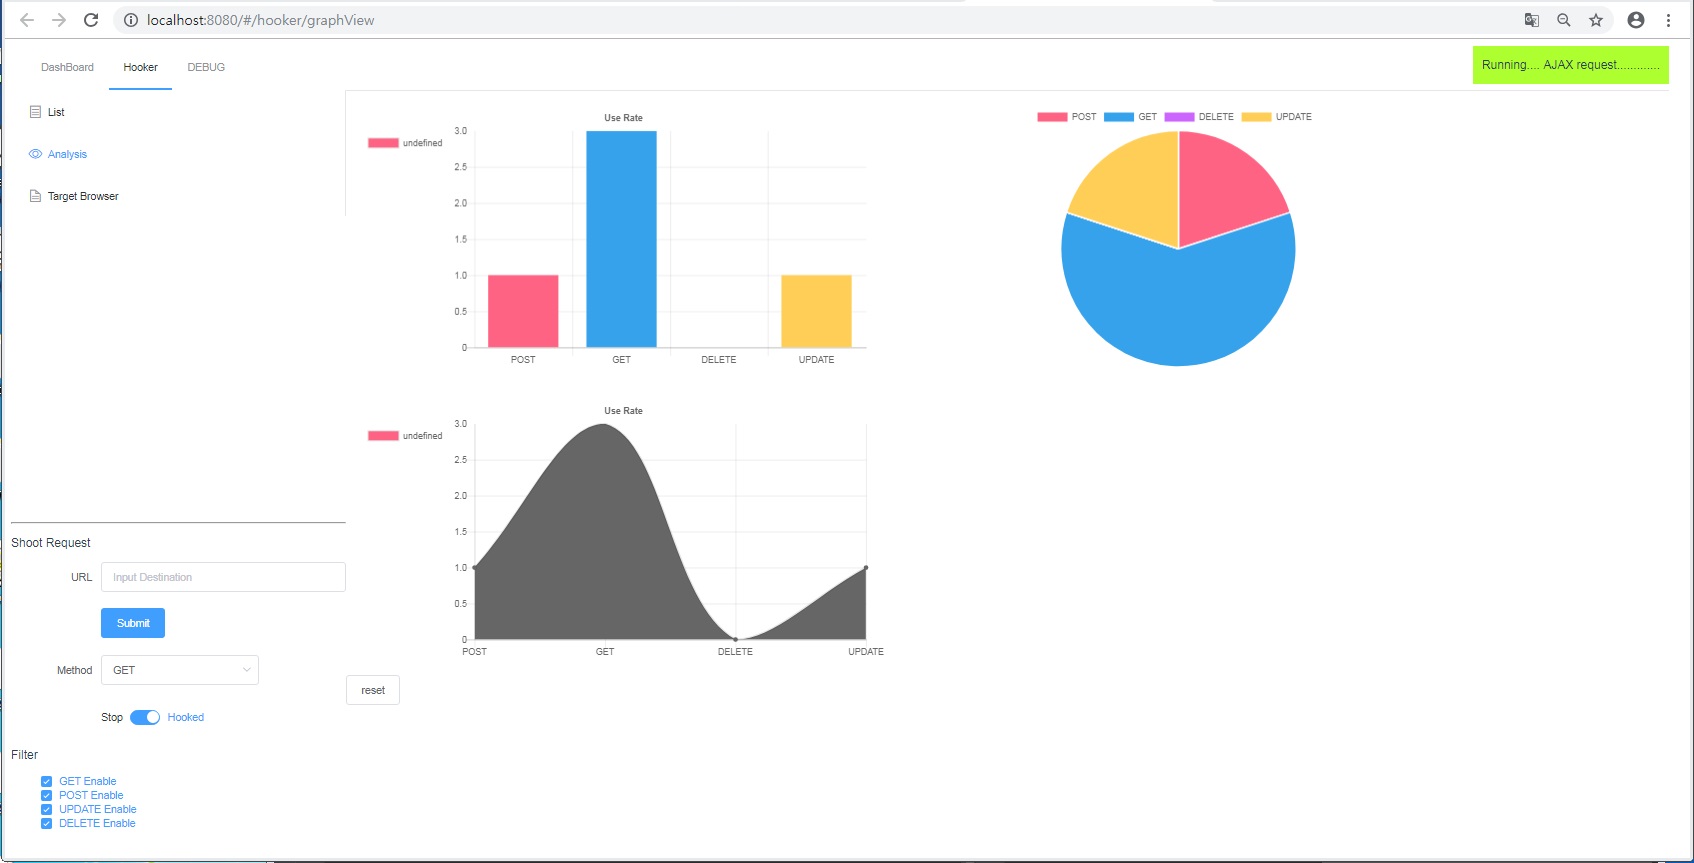 localhost:8080/#/hooker/graphView
DashBoard Hooker DEBUG
Running.... AJAX request.............
List
Analysis
Target Browser
Use Rate
undefined
3.0
2.5
2.0
1.5
1.0
0.5
0
POST GET DELETE UPDATE
POST GET DELETE UPDATE
Use Rate
undefined
3.0
2.5
2.0
1.5
1.0
0.5
0
POST GET DELETE UPDATE
reset
Shoot Request
URL Input Destination
Submit
Method GET
Stop Hooked
Filter
GET Enable
POST Enable
UPDATE Enable
DELETE Enable